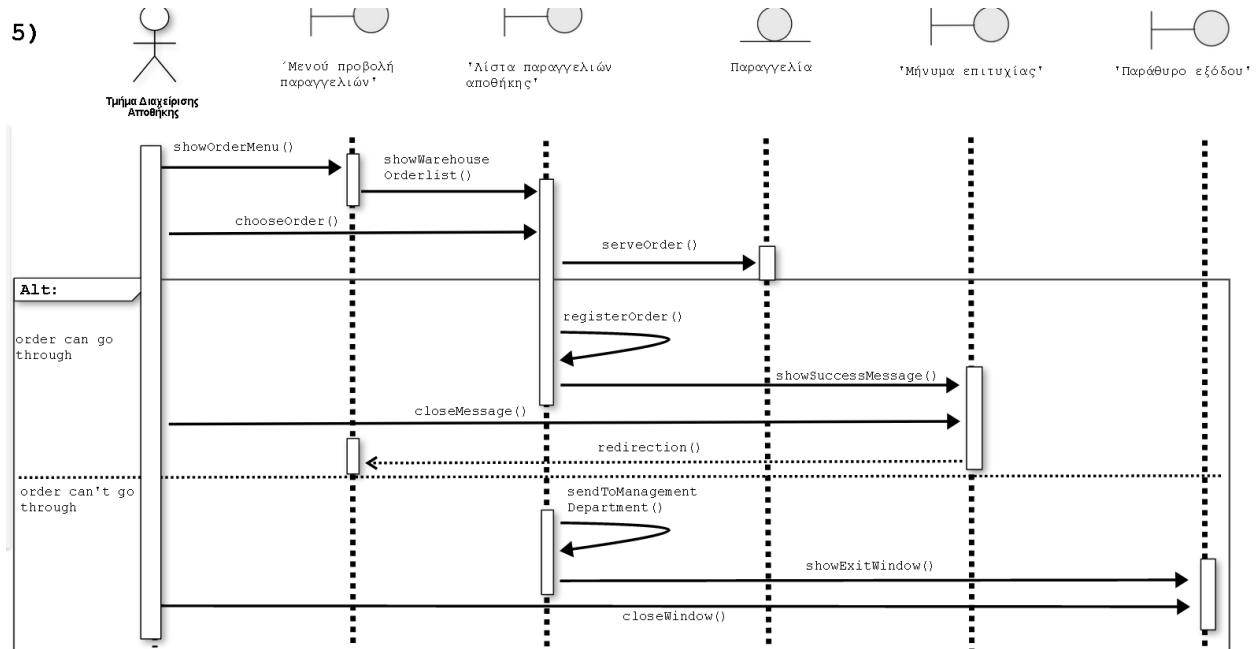 5)
'Μενού προβολή
παραγγελιών'
'Λίστα παραγγελιών
αποθήκης'
Παραγγελία
'Μήνυμα επιτυχίας'
'Παράθυρο εξόδου'
Τμήμα Διαχείρισης
Αποθήκης
showOrderMenu()
showWarehouse
Orderlist()
chooseOrder()
serveOrder()
Alt:
order can go
through
registerOrder()
showSuccessMessage()
closeMessage()
redirection()
order can't go
through
sendToManagement
Department()
showExitWindow()
closeWindow()